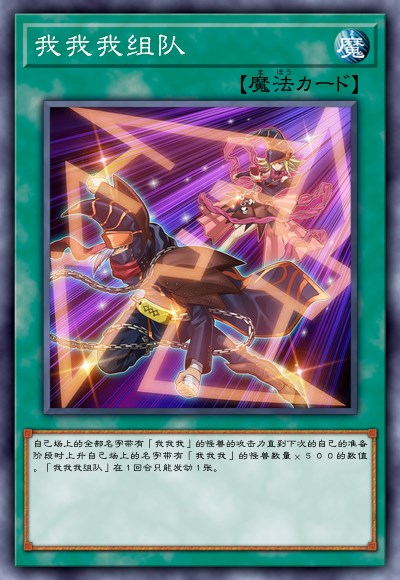 我我我组队
魔
【魔法カード】
ま ほう
自己场上的全部名字带有「我我我」的怪兽的攻击力直到下次的自己的准备
阶段时上升自己场上的名字带有「我我我」的怪兽数量×５００的数值
。「我我我组队」在１回合只能发动１张。